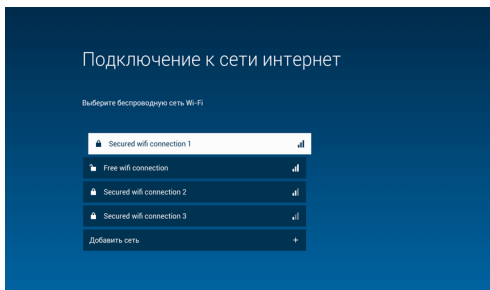 Подключение к сети интернет
Выберите беспроводную сеть Wi-Fi
Secured wifi connection 1
Free wifi connection
Secured wifi connection 2
Secured wifi connection 3
Добавить сеть +